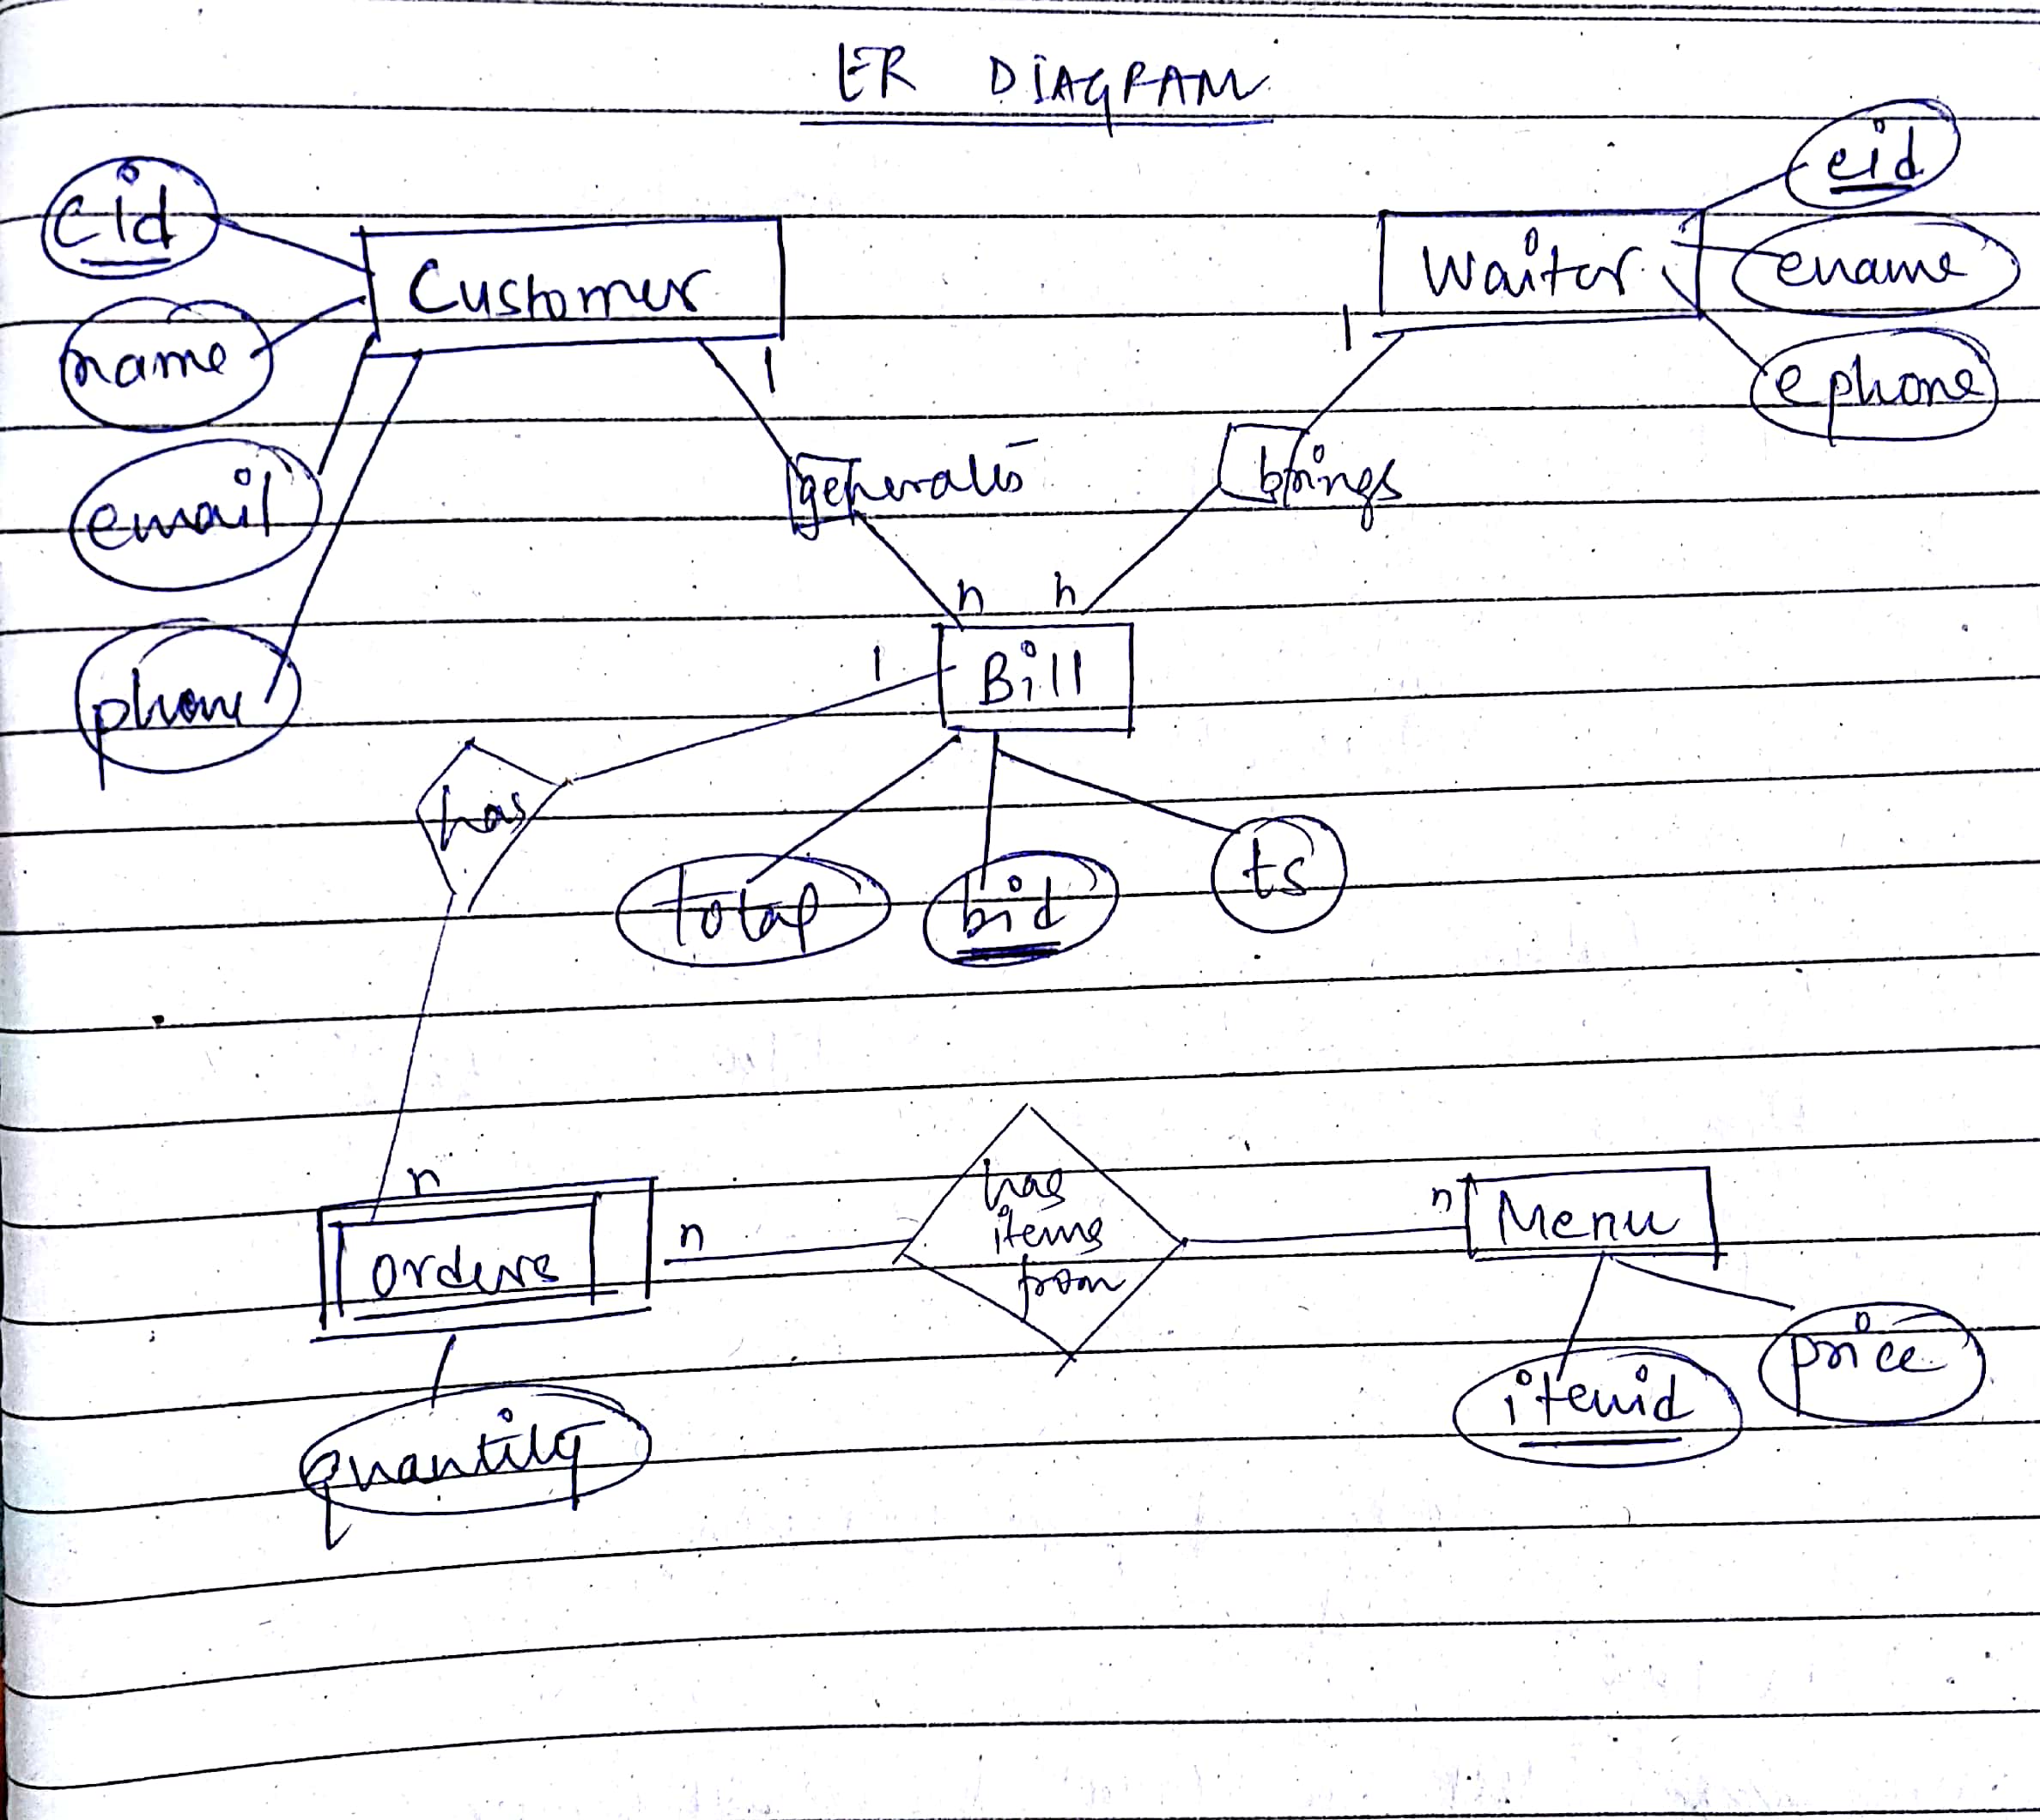 ER DIAGRAM
cid
eid
Customer
Waiter
ename
name
1
1
ephone
email
generates
brings
n n
phone
1
Bill
has
total
bid
ts
n
n
has
items
from
n
Menu
orders
price
itemid
quantity